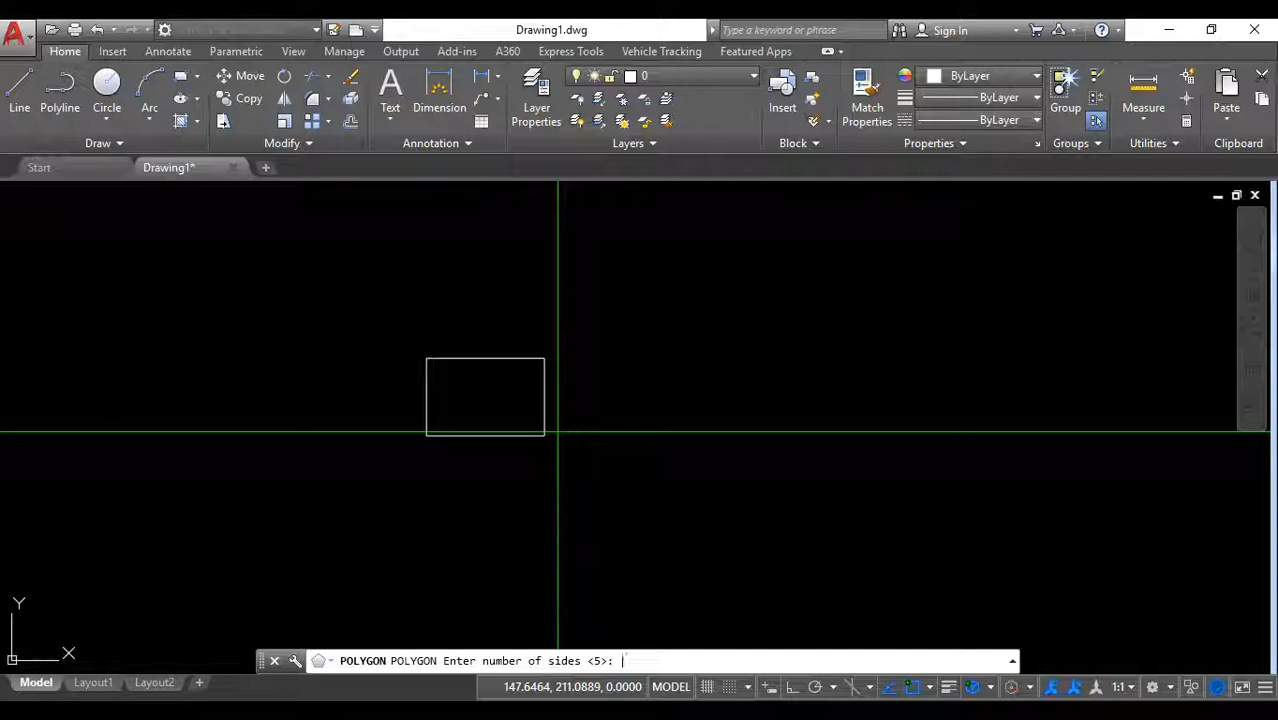 Drawing1.dwg
Type a keyword or phrase
Sign In
Home Insert Annotate Parametric View Manage Output Add-ins A360 Express Tools Vehicle Tracking Featured Apps
Line Polyline Circle Arc
Move
Copy
Text Dimension
Layer
Properties
0
Insert
Match
Properties
ByLayer
ByLayer
ByLayer
Group
Measure
Paste
Draw Modify Annotation Layers Block Properties Groups Utilities Clipboard
Start Drawing1*
Y
X
POLYGON POLYGON Enter number of sides <5>:
Model Layout1 Layout2
147.6464, 211.0889, 0.0000 MODEL
1:1